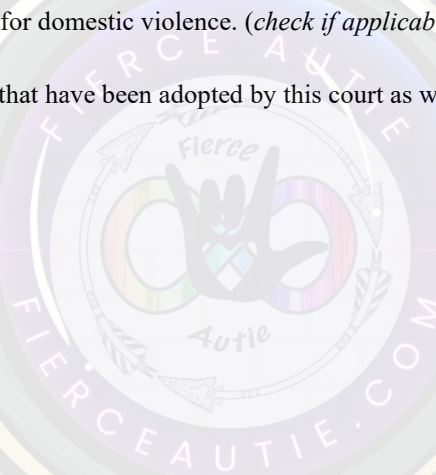 for domestic violence. (check if applicab
that have been adopted by this court as w
FIERCE AUTIE
Fierce
Autie
FIERCEAUTIE.COM